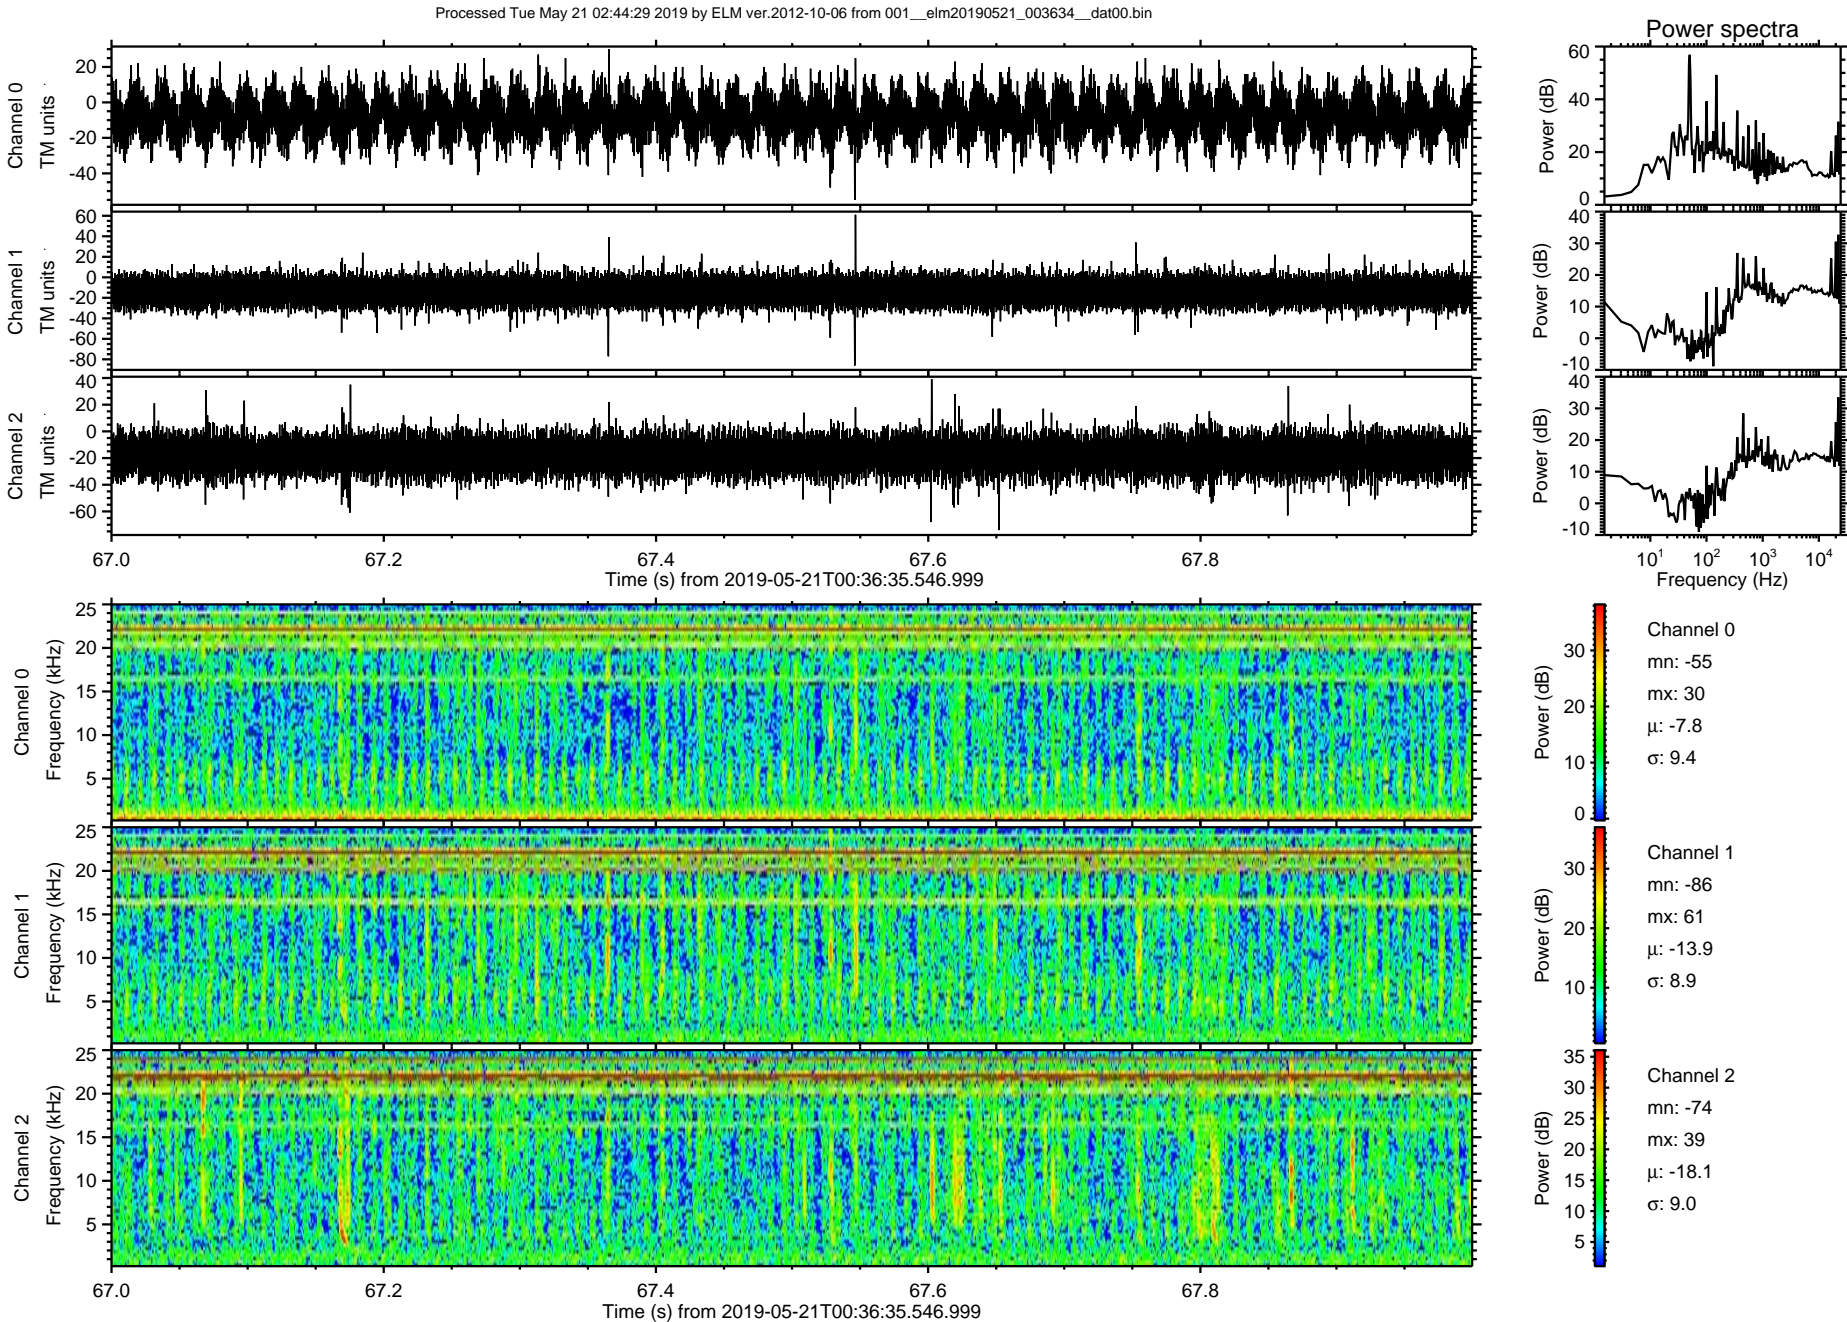 Processed Tue May 21 02:44:29 2019 by ELM ver.2012-10-06 from 001__elm20190521_003634__dat00.bin
Power spectra
Channel 0
TM units
20
0
-20
-40
Power (dB)
60
40
20
0
Channel 1
TM units
60
40
20
0
-20
-40
-60
-80
Power (dB)
40
30
20
10
0
-10
Channel 2
TM units
40
20
0
-20
-40
-60
Power (dB)
40
30
20
10
0
-10
67.0 67.2 67.4 67.6 67.8
Time (s) from 2019-05-21T00:36:35.546.999
10¹ 10² 10³ 10⁴
Frequency (Hz)
Channel 0
Frequency (kHz)
25
20
15
10
5
Power (dB)
30
20
10
0
Channel 0
mn: -55
mx: 30
μ: -7.8
σ: 9.4
Channel 1
Frequency (kHz)
25
20
15
10
5
Power (dB)
30
20
10
Channel 1
mn: -86
mx: 61
μ: -13.9
σ: 8.9
Channel 2
Frequency (kHz)
25
20
15
10
5
Power (dB)
35
30
25
20
15
10
5
Channel 2
mn: -74
mx: 39
μ: -18.1
σ: 9.0
67.0 67.2 67.4 67.6 67.8
Time (s) from 2019-05-21T00:36:35.546.999